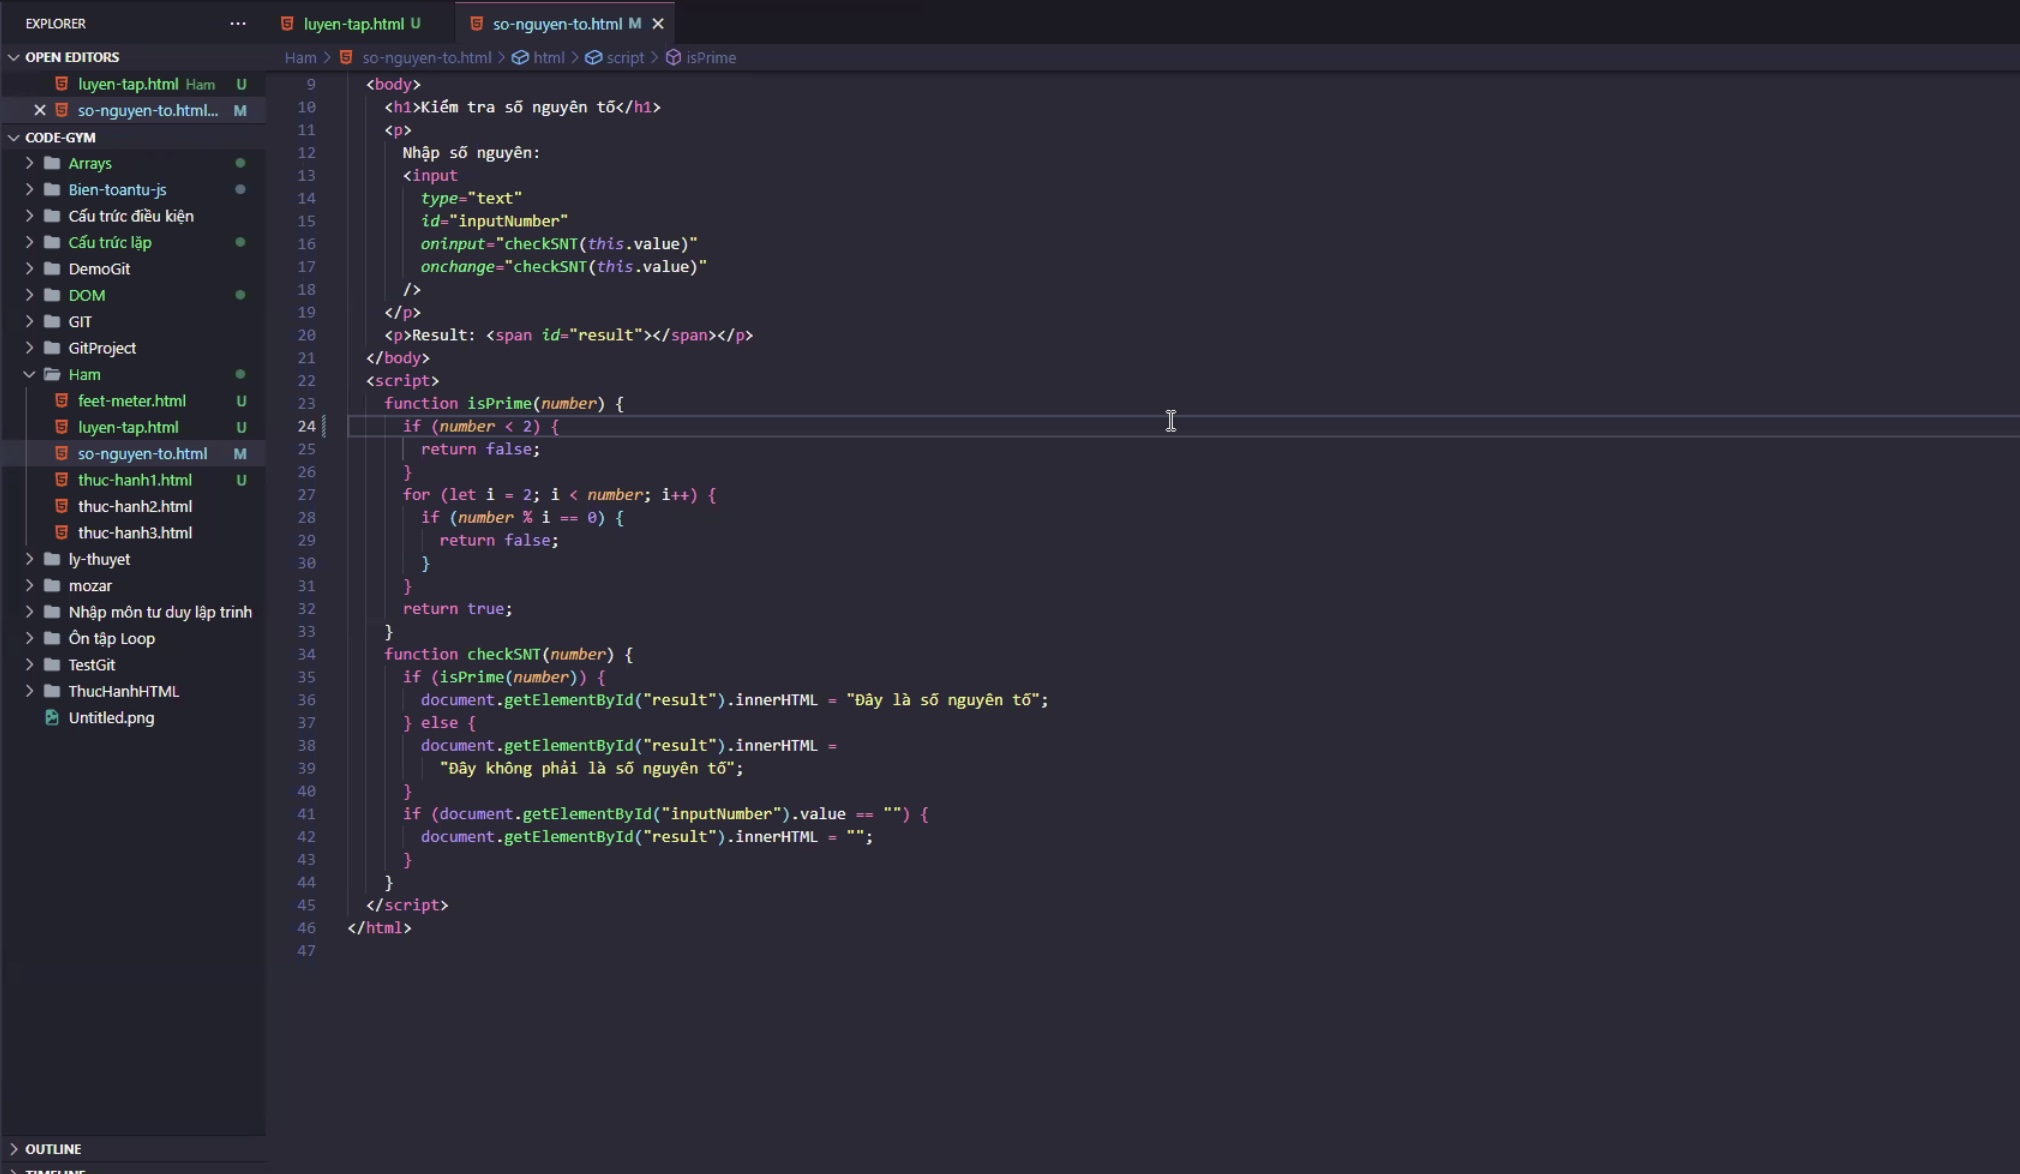 EXPLORER
OPEN EDITORS
luyen-tap.html Ham U
so-nguyen-to.html... M
CODE-GYM
Arrays
Bien-toantu-js
Cấu trúc điều kiện
Cấu trúc lặp
DemoGit
DOM
GIT
GitProject
Ham
feet-meter.html U
luyen-tap.html U
so-nguyen-to.html M
thuc-hanh1.html U
thuc-hanh2.html
thuc-hanh3.html
ly-thuyet
mozar
Nhập môn tư duy lập trinh
Ôn tập Loop
TestGit
ThucHanhHTML
Untitled.png
OUTLINE
TIMELINE
luyen-tap.html U
so-nguyen-to.html M
Ham > so-nguyen-to.html > html > script > isPrime
9 <body>
10 <h1>Kiểm tra số nguyên tố</h1>
11 <p>
12 Nhập số nguyên:
13 <input
14 type="text"
15 id="inputNumber"
16 oninput="checkSNT(this.value)"
17 onchange="checkSNT(this.value)"
18 />
19 </p>
20 <p>Result: <span id="result"></span></p>
21 </body>
22 <script>
23 function isPrime(number) {
24 if (number < 2) {
25 return false;
26 }
27 for (let i = 2; i < number; i++) {
28 if (number % i == 0) {
29 return false;
30 }
31 }
32 return true;
33 }
34 function checkSNT(number) {
35 if (isPrime(number)) {
36 document.getElementById("result").innerHTML = "Đây là số nguyên tố";
37 } else {
38 document.getElementById("result").innerHTML =
39 "Đây không phải là số nguyên tố";
40 }
41 if (document.getElementById("inputNumber").value == "") {
42 document.getElementById("result").innerHTML = "";
43 }
44 }
45 </script>
46 </html>
47